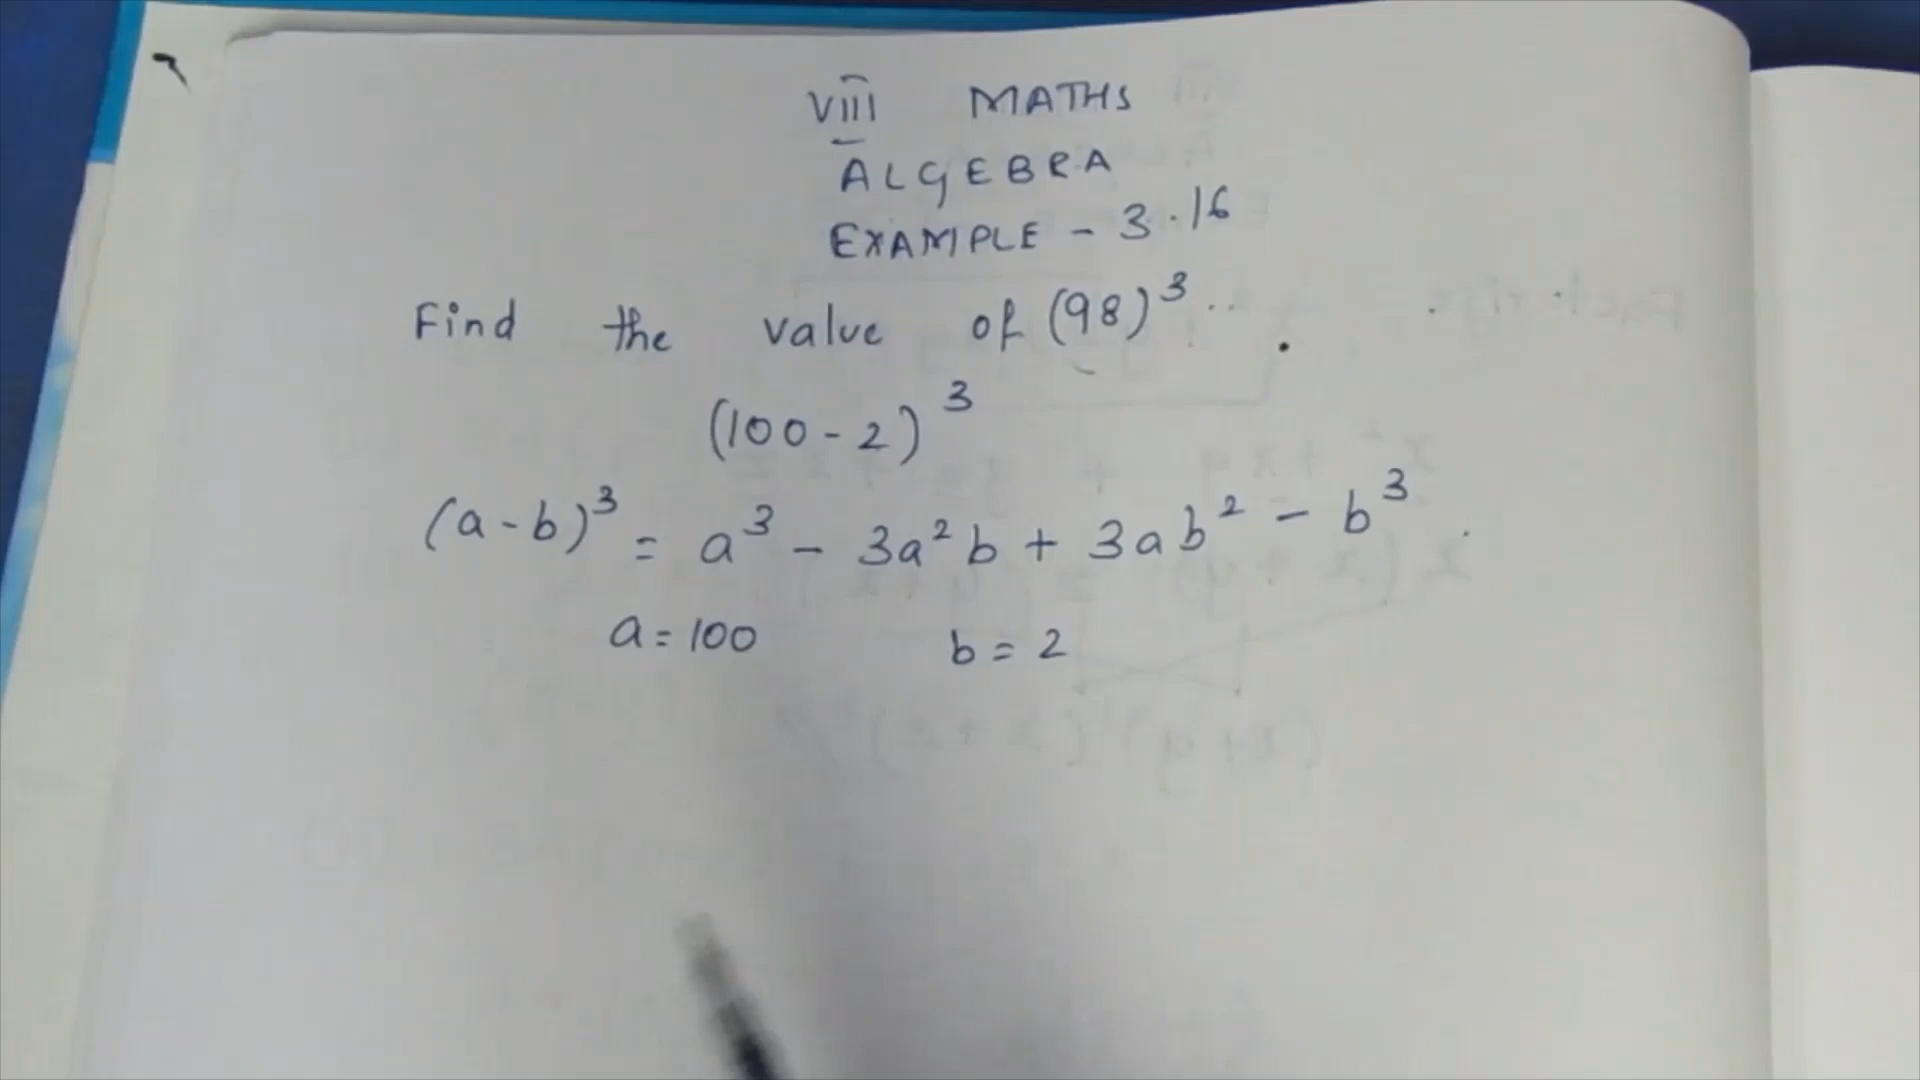 VIII MATHS
ALGEBRA
EXAMPLE - 3.16
Find the value of (98)³.
(100-2)³
(a-b)³ = a³ - 3a²b + 3ab² - b³.
a = 100 b = 2